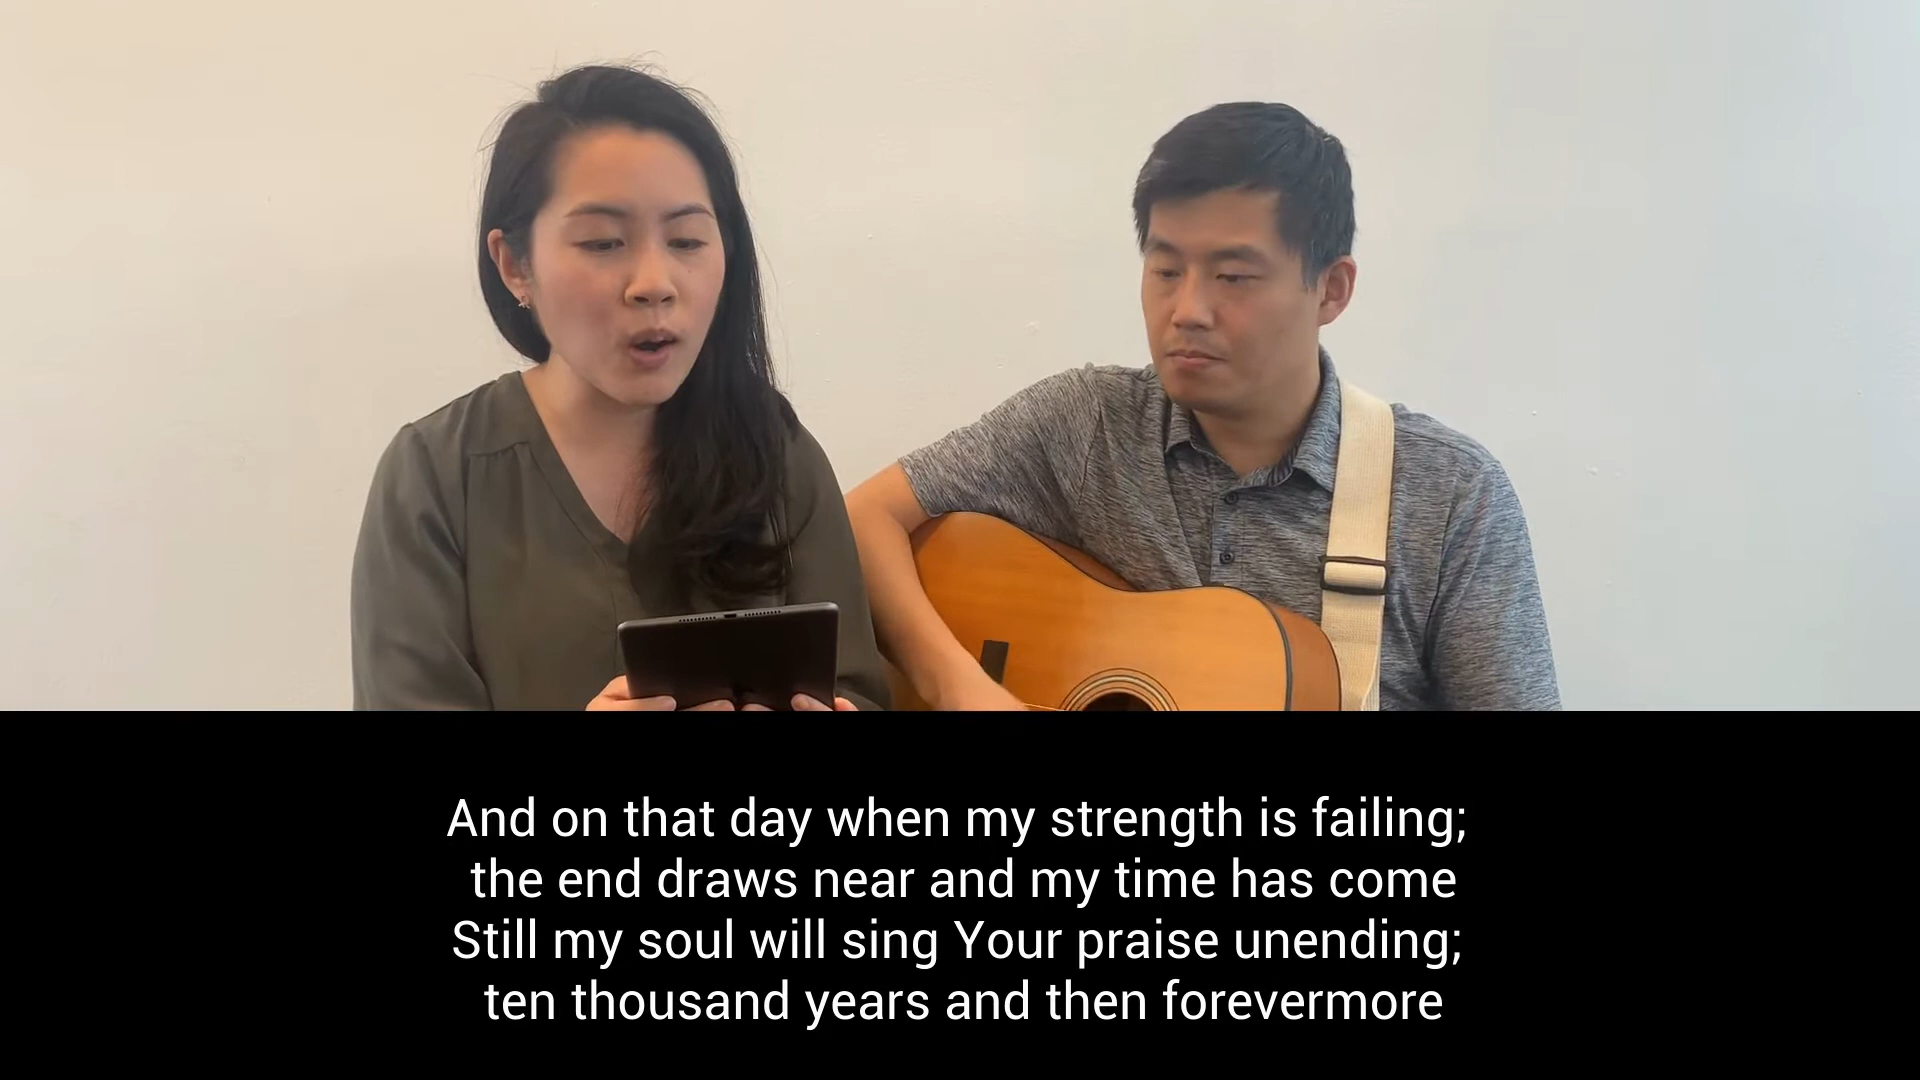 And on that day when my strength is failing;
the end draws near and my time has come
Still my soul will sing Your praise unending;
ten thousand years and then forevermore